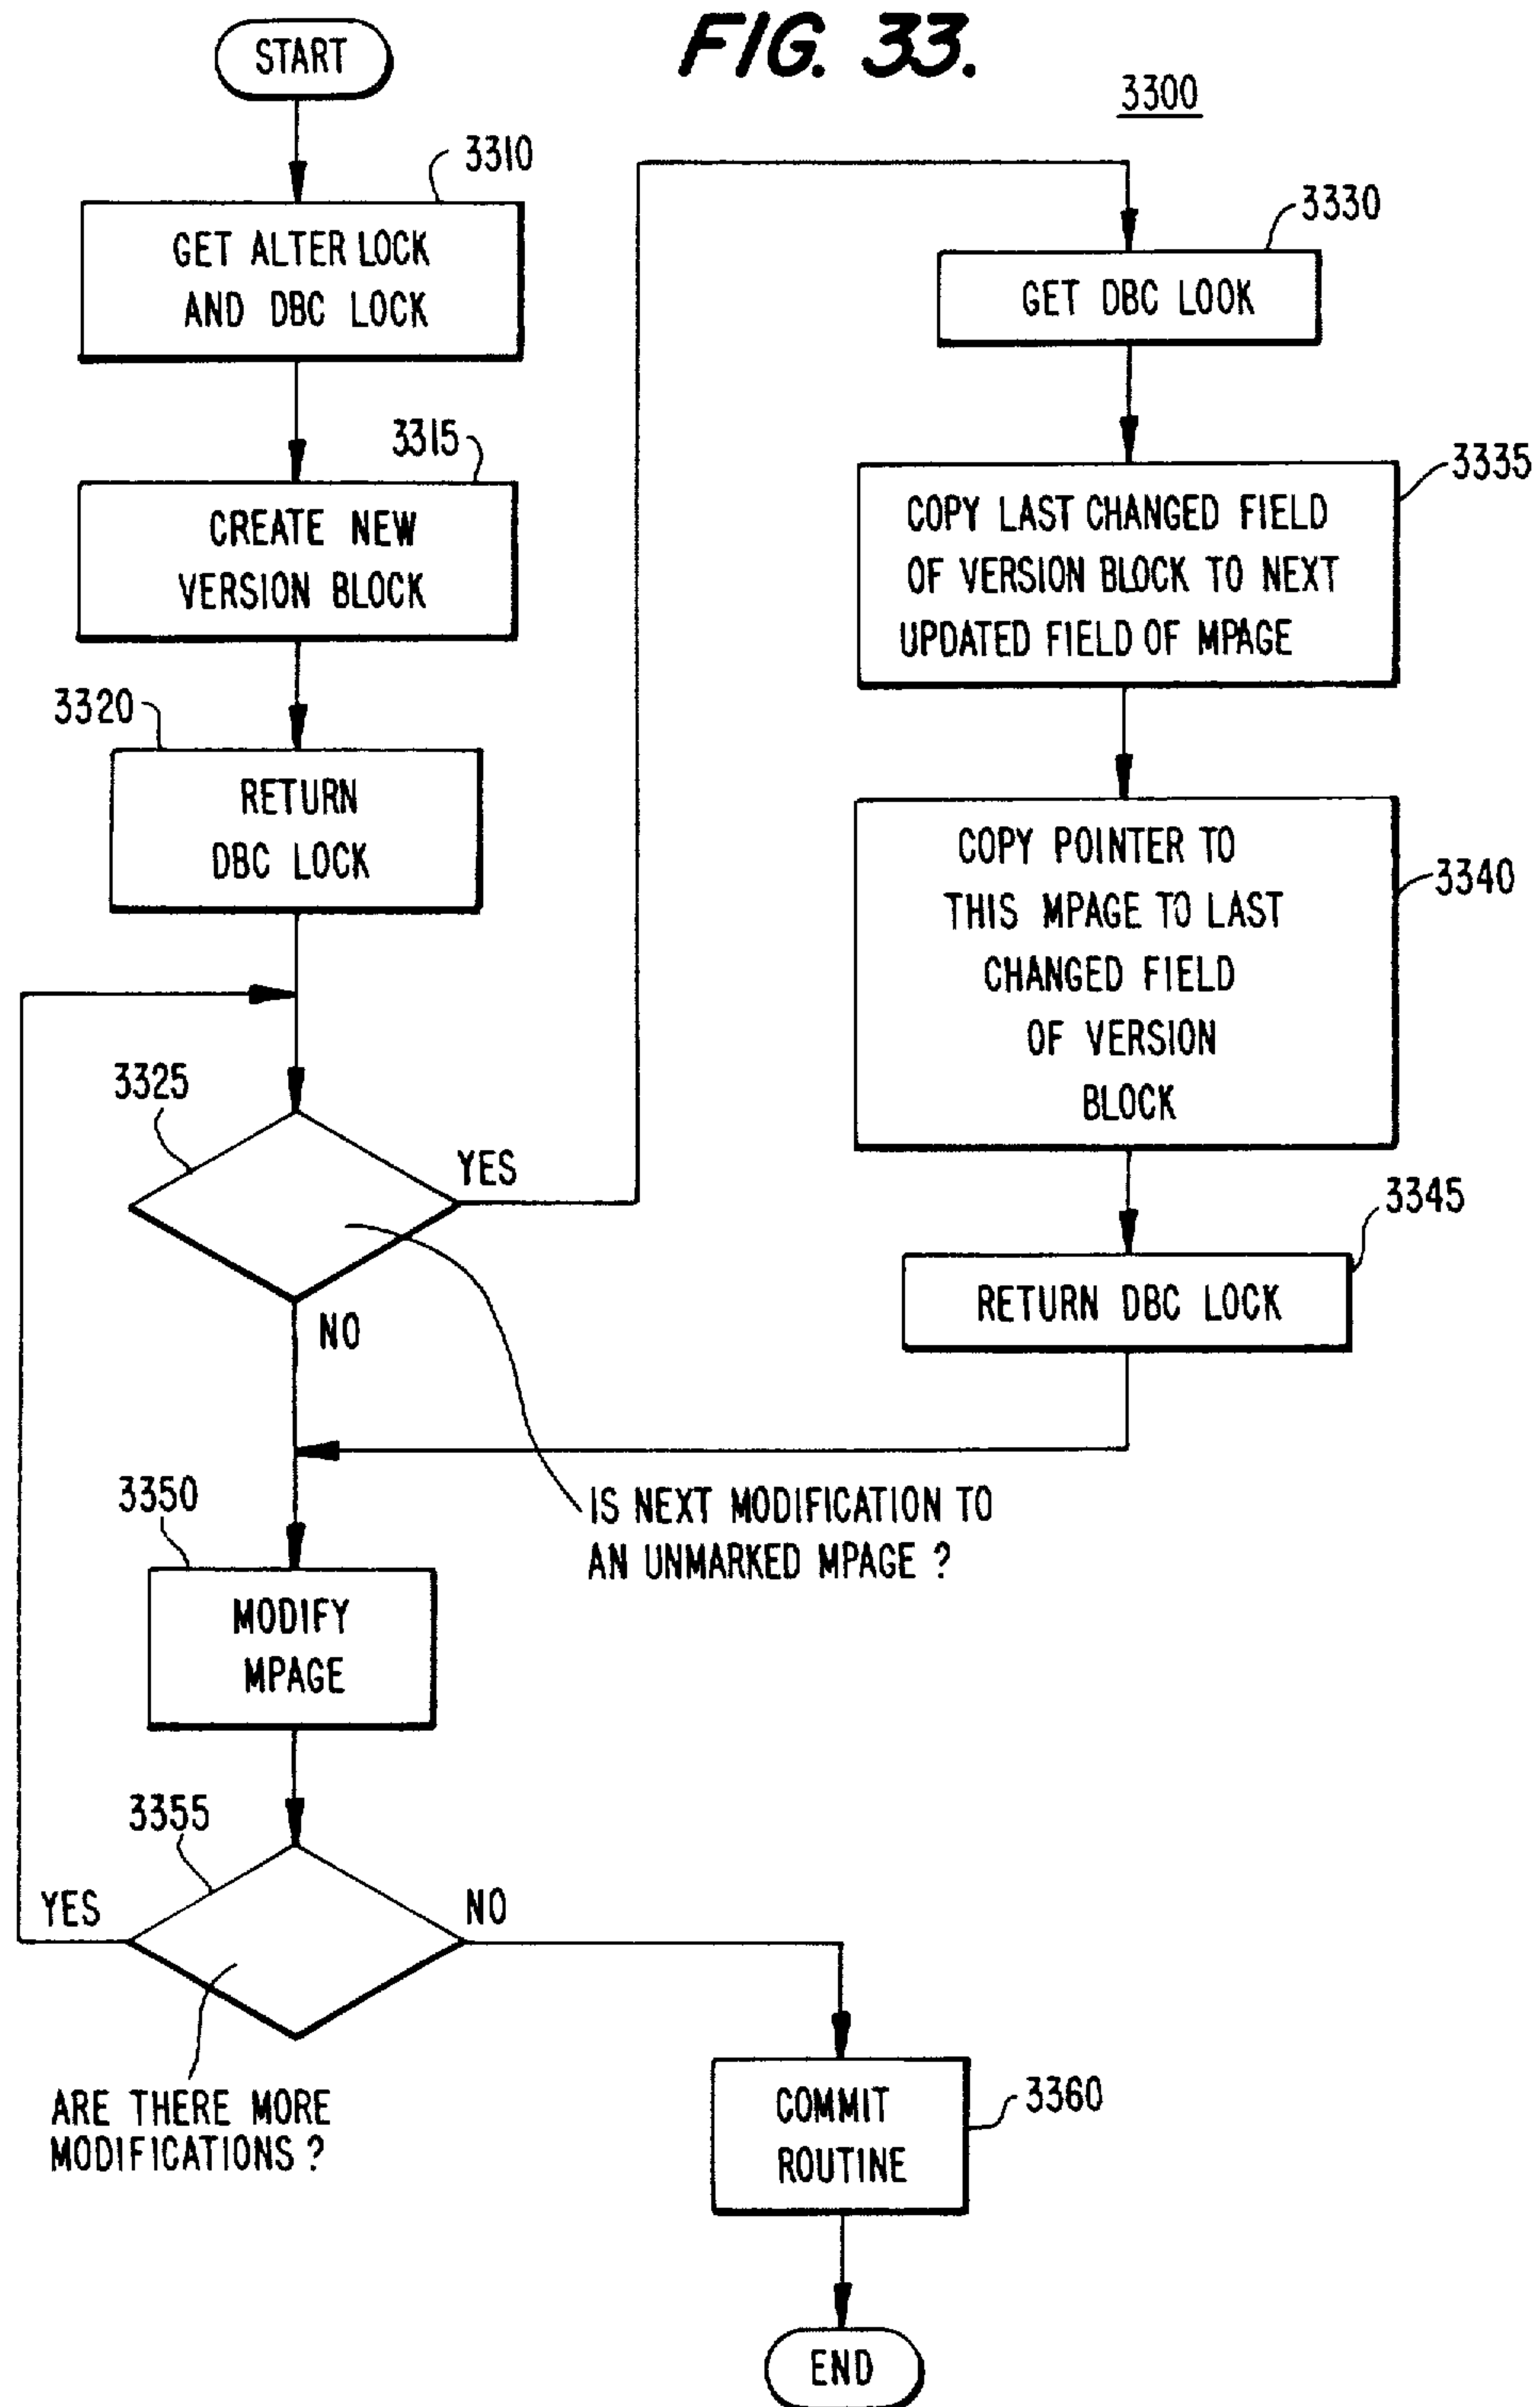 FIG. 33.
3300
START
3310
GET ALTER LOCK
AND DBC LOCK
3315
CREATE NEW
VERSION BLOCK
3320
RETURN
DBC LOCK
3325
YES
NO
IS NEXT MODIFICATION TO
AN UNMARKED MPAGE ?
3330
GET DBC LOOK
3335
COPY LAST CHANGED FIELD
OF VERSION BLOCK TO NEXT
UPDATED FIELD OF MPAGE
3340
COPY POINTER TO
THIS MPAGE TO LAST
CHANGED FIELD
OF VERSION
BLOCK
3345
RETURN DBC LOCK
3350
MODIFY
MPAGE
3355
YES
NO
ARE THERE MORE
MODIFICATIONS ?
3360
COMMIT
ROUTINE
END